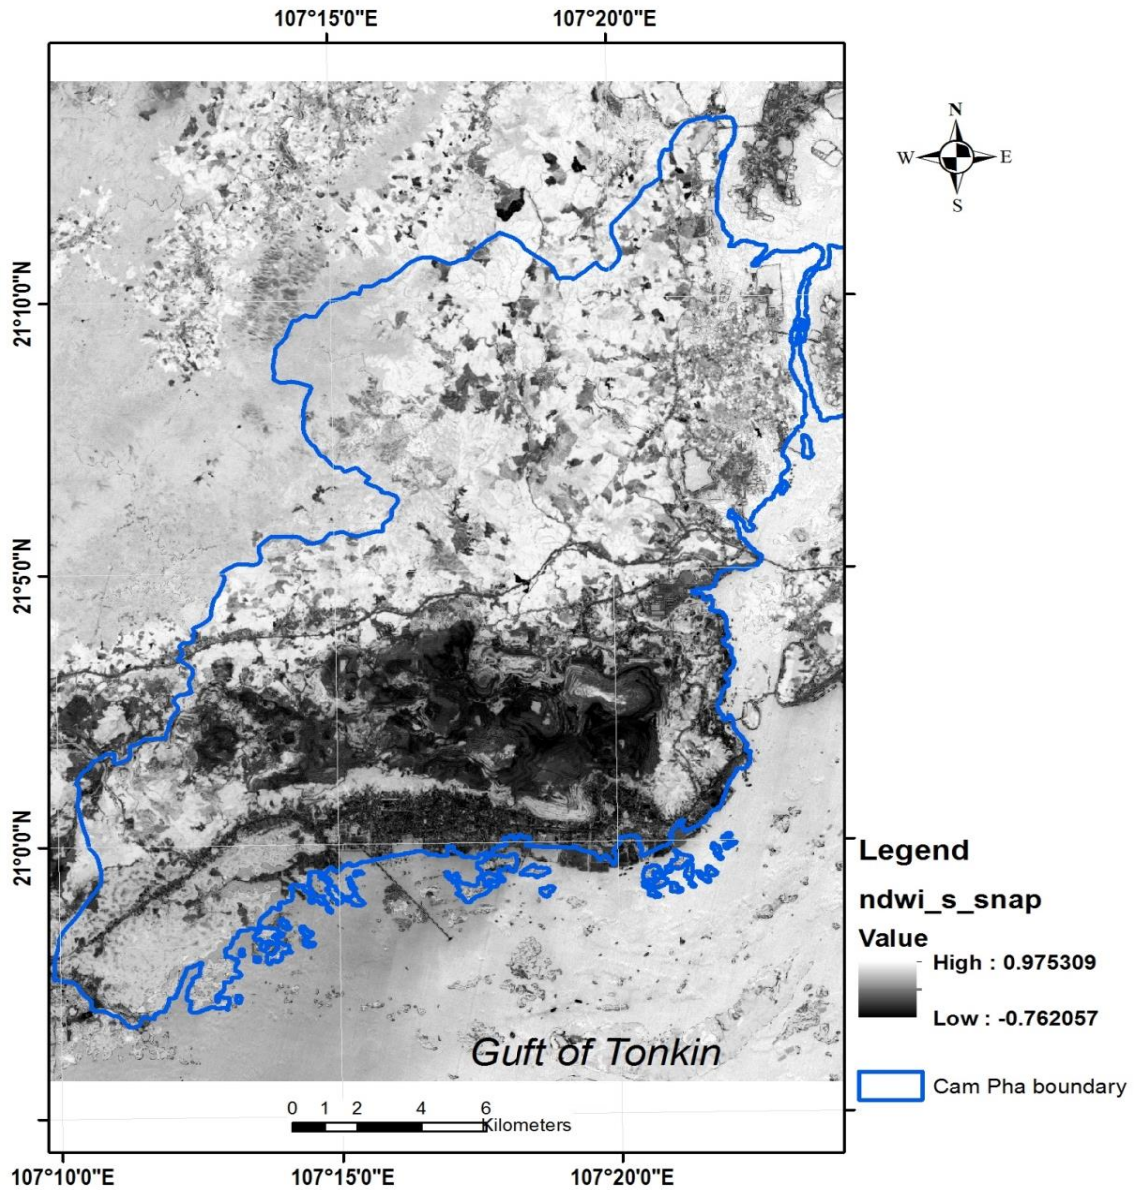 107°15'0"E 107°20'0"E
N
W E
S
21°10'0"N
21°5'0"N
21°0'0"N
Legend
ndwi_s_snap
Value
High : 0.975309
Low : -0.762057
Cam Pha boundary
Guft of Tonkin
0 1 2 4 6
Kilometers
107°10'0"E 107°15'0"E 107°20'0"E